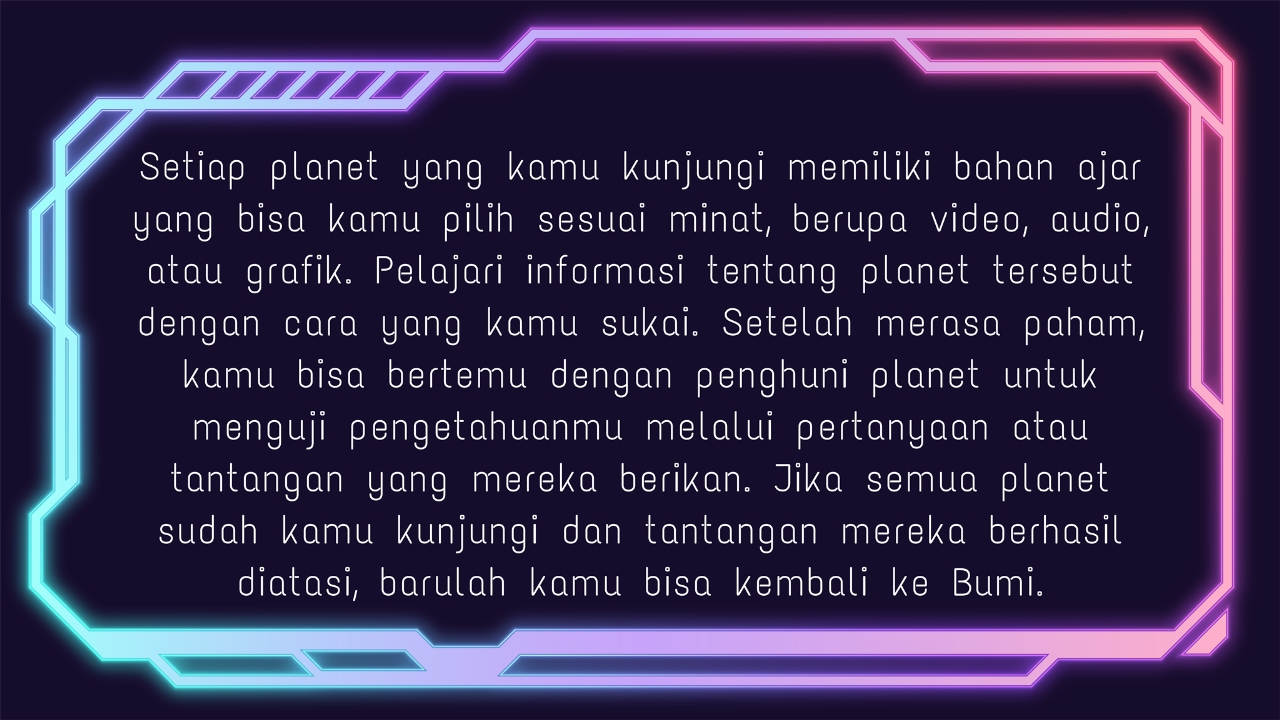 Setiap planet yang kamu kunjungi memiliki bahan ajar
yang bisa kamu pilih sesuai minat, berupa video, audio,
atau grafik. Pelajari informasi tentang planet tersebut
dengan cara yang kamu sukai. Setelah merasa paham,
kamu bisa bertemu dengan penghuni planet untuk
menguji pengetahuanmu melalui pertanyaan atau
tantangan yang mereka berikan. Jika semua planet
sudah kamu kunjungi dan tantangan mereka berhasil
diatasi, barulah kamu bisa kembali ke Bumi.